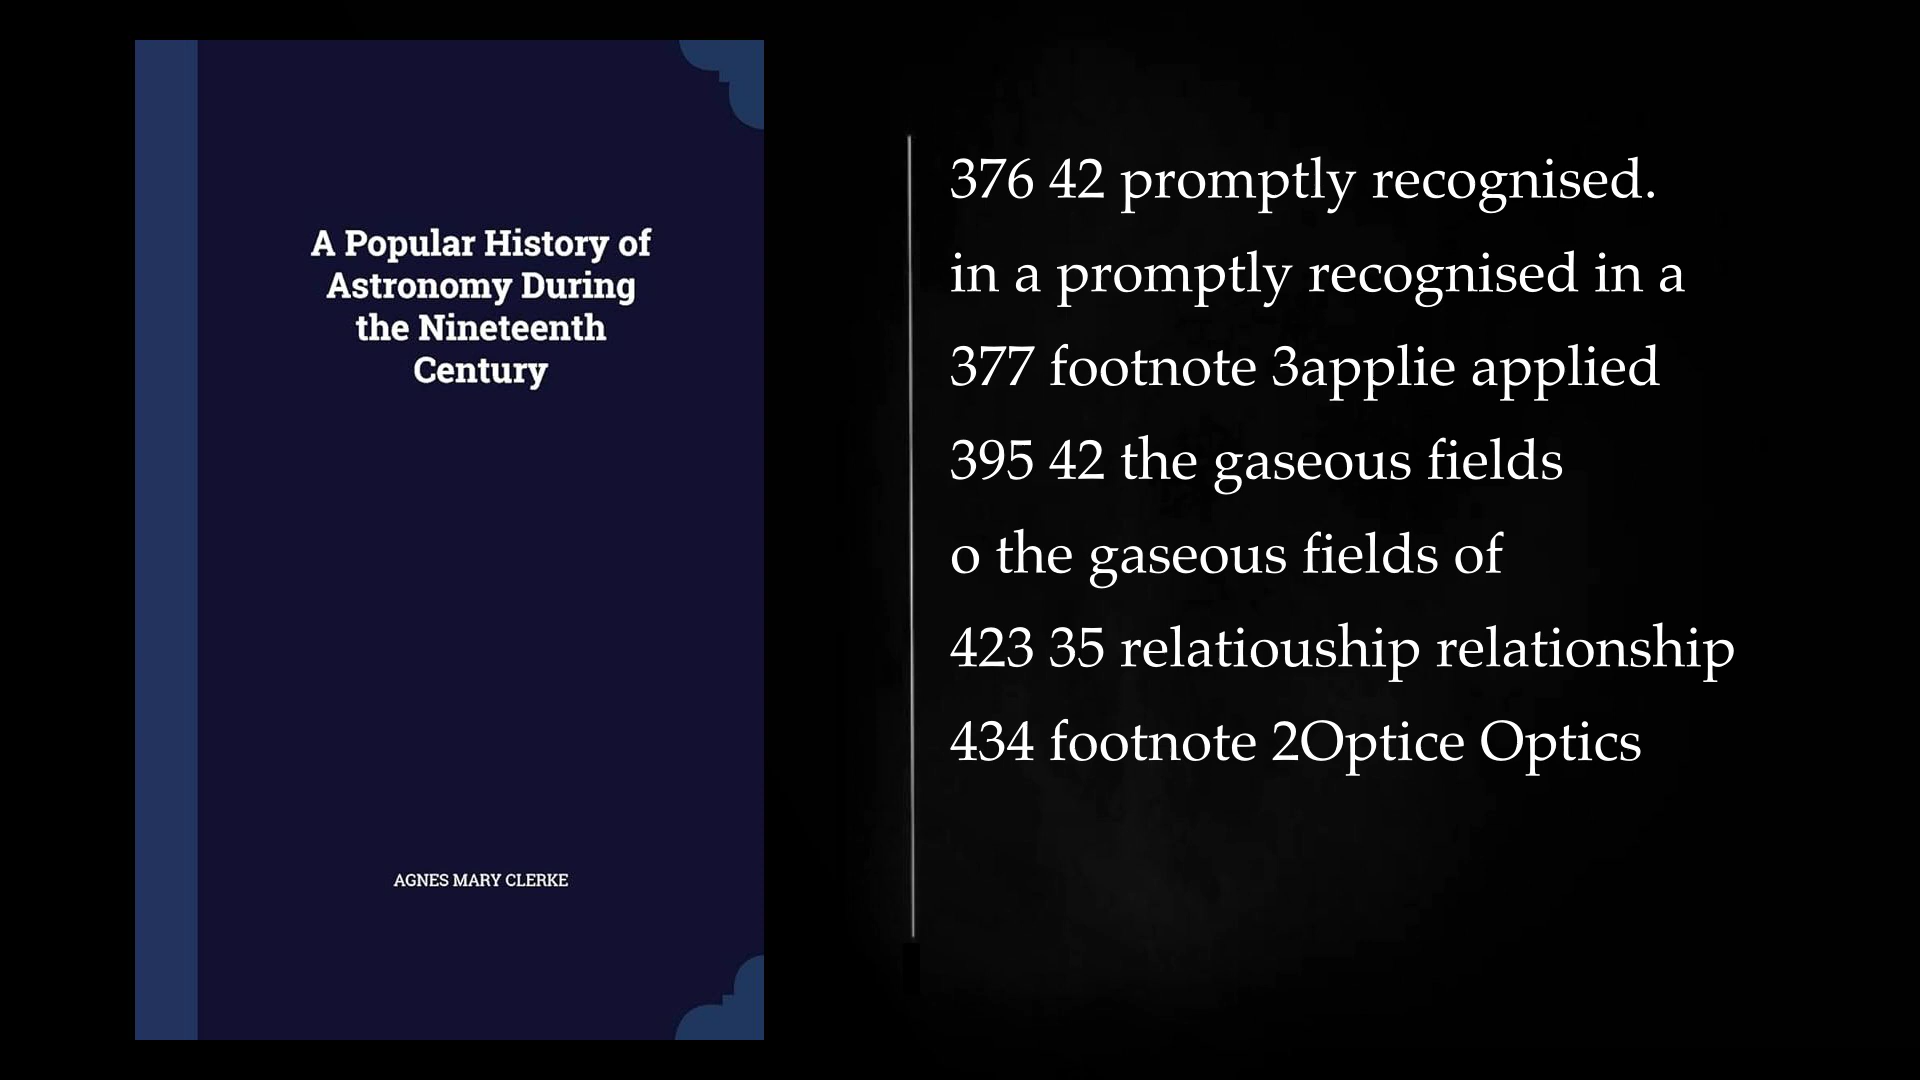 A Popular History of
Astronomy During
the Nineteenth
Century
AGNES MARY CLERKE
376 42 promptly recognised.
in a promptly recognised in a
377 footnote 3applie applied
395 42 the gaseous fields
o the gaseous fields of
423 35 relatiouship relationship
434 footnote 2Optice Optics